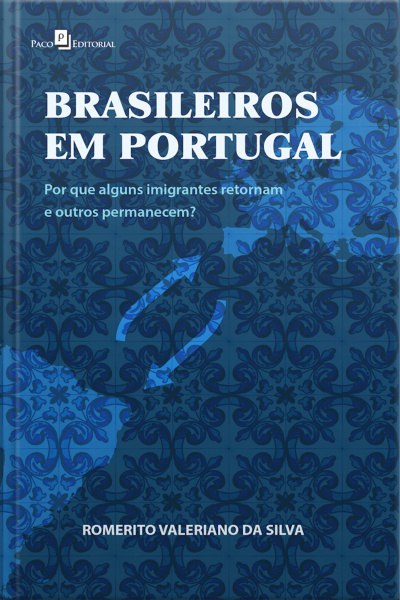 PACO EDITORIAL
BRASILEIROS
EM PORTUGAL
Por que alguns imigrantes retornam
e outros permanecem?
ROMERITO VALERIANO DA SILVA